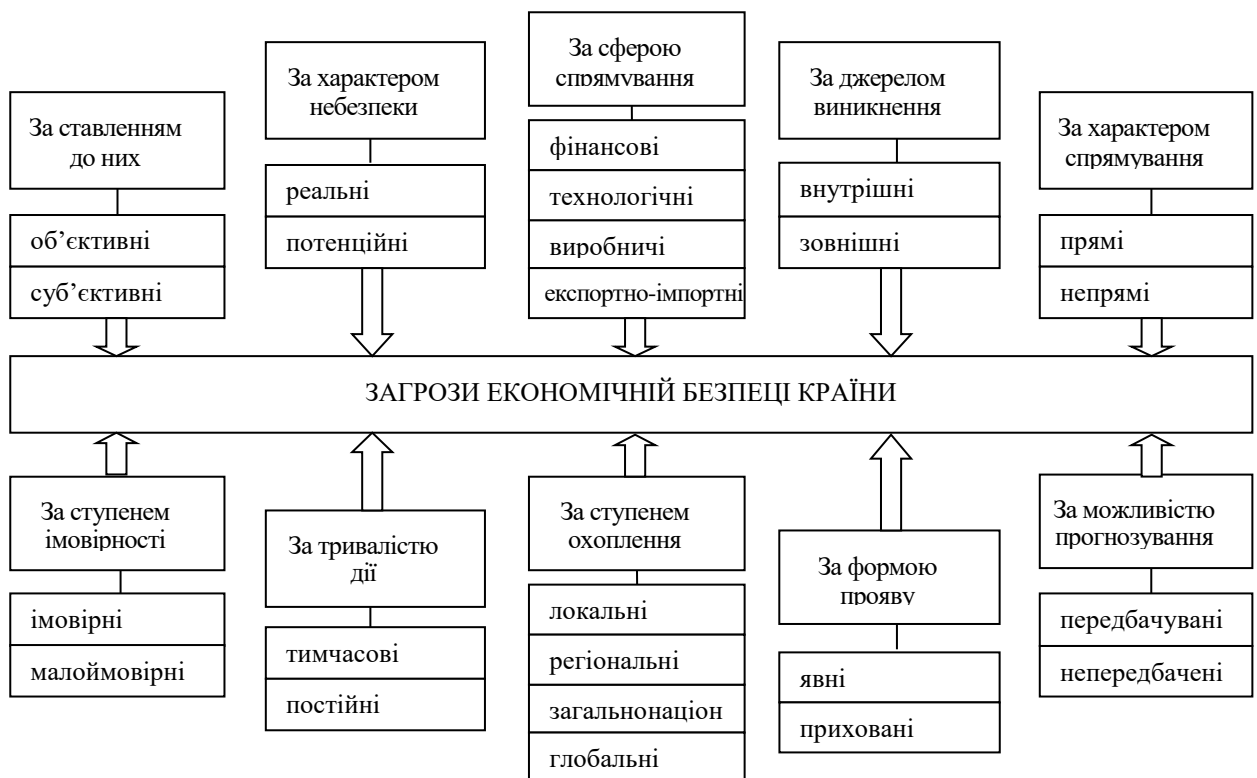 За ставленням
до них
об’єктивні
суб’єктивні
За характером
небезпеки
реальні
потенційні
За сферою
спрямування
фінансові
технологічні
виробничі
експортно-імпортні
За джерелом
виникнення
внутрішні
зовнішні
За характером
спрямування
прямі
непрямі
ЗАГРОЗИ ЕКОНОМІЧНІЙ БЕЗПЕЦІ КРАЇНИ
За ступенем
імовірності
імовірні
малоймовірні
За тривалістю
дії
тимчасові
постійні
За ступенем
охоплення
локальні
регіональні
загальнонаціон
глобальні
За формою
прояву
явні
приховані
За можливістю
прогнозування
передбачувані
непередбачені